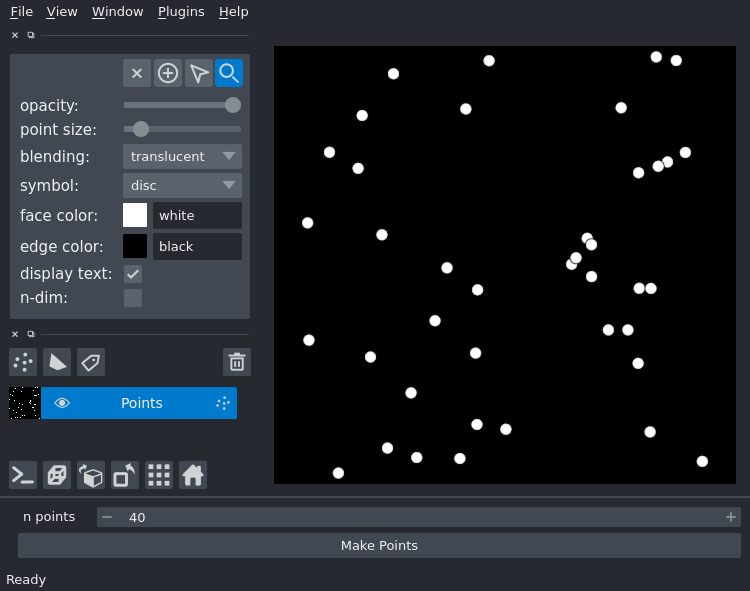 File View Window Plugins Help
opacity:
point size:
blending: translucent
symbol: disc
face color: white
edge color: black
display text:
n-dim:
Points
n points 40
Make Points
Ready